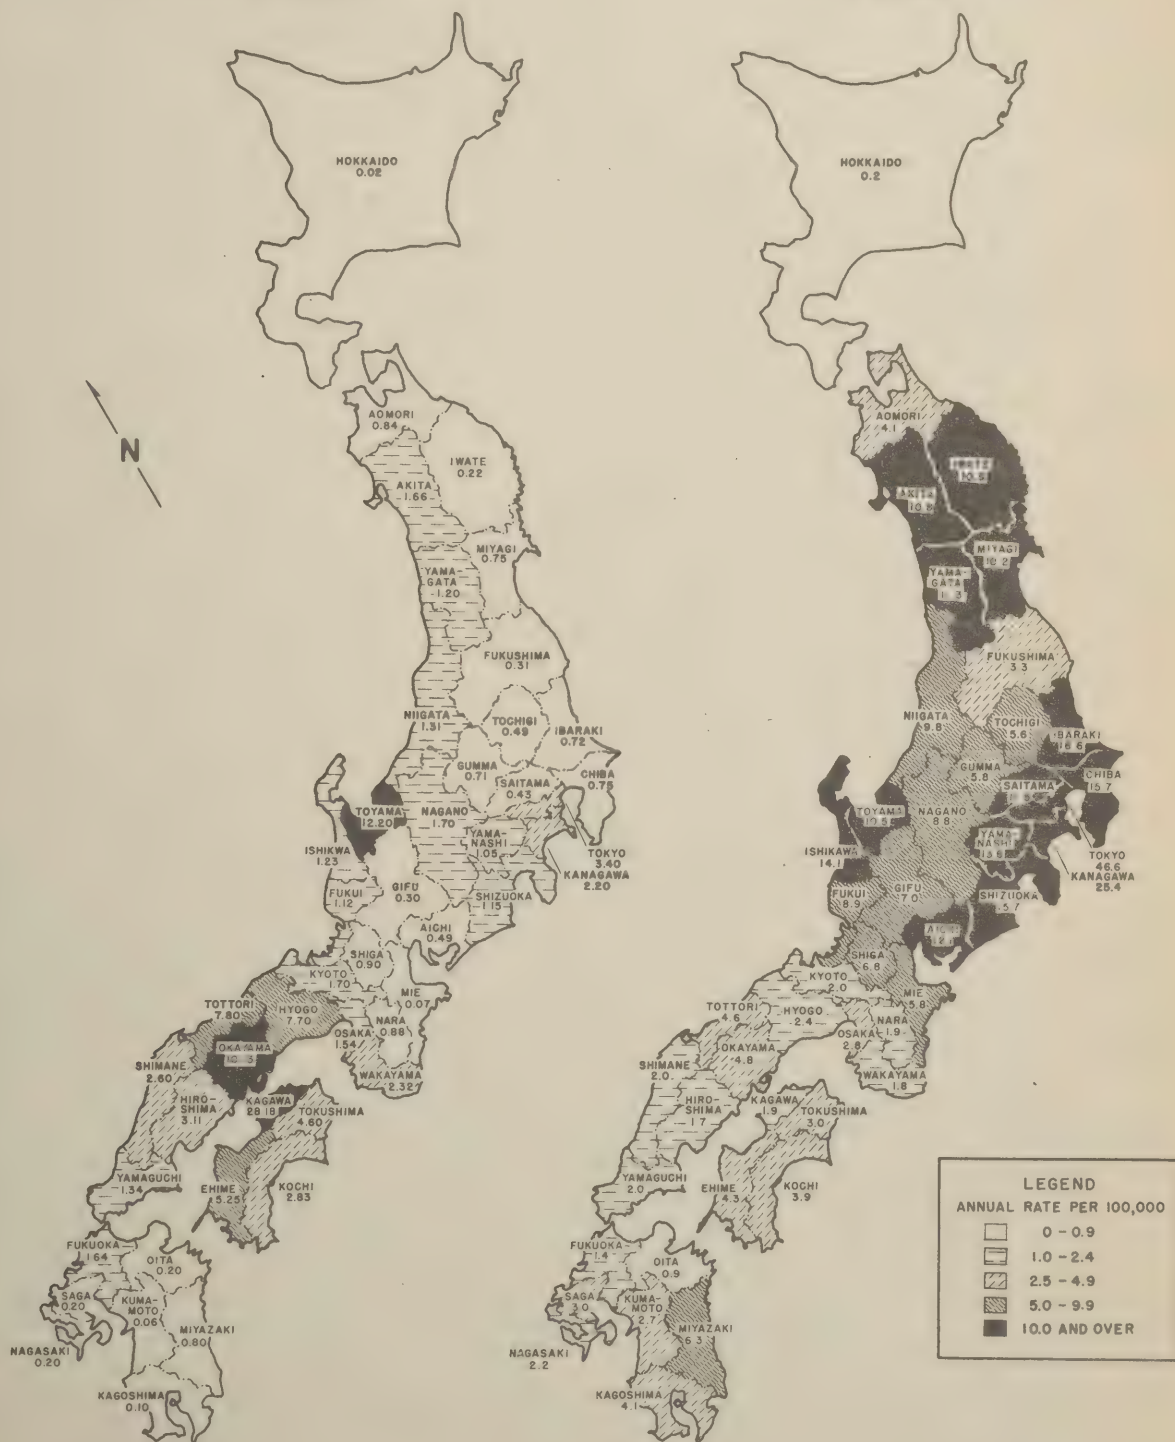 HOKKAIDO
0.02
N
AOMORI
0.84
IWATE
0.22
AKITA
1.66
MIYAGI
0.75
YAMA-
GATA
1.20
FUKUSHIMA
0.31
NIIGATA
1.31
TOCHIGI
0.49
IBARAKI
0.72
GUMMA
0.71
SAITAMA
0.43
CHIBA
0.75
TOYAMA
12.20
NAGANO
1.70
YAMA-
NASHI
1.05
TOKYO
3.40
KANAGAWA
2.20
ISHIKWA
1.23
FUKUI
1.12
GIFU
0.30
SHIZUOKA
1.15
AICHI
0.49
SHIGA
0.90
KYOTO
1.70
MIE
0.07
TOTTORI
7.80
HYOGO
7.70
NARA
0.88
OSAKA
1.54
OKAYAMA
WAKAYAMA
2.32
SHIMANE
2.60
HIRO-
SHIMA
3.11
KAGAWA
28.18
TOKUSHIMA
4.60
YAMAGUCHI
1.34
EHIME
5.25
KOCHI
2.83
FUKUOKA
1.64
OITA
0.20
SAGA
0.20
KUMA-
MOTO
0.06
MIYAZAKI
0.80
NAGASAKI
0.20
KAGOSHIMA
0.10
HOKKAIDO
0.2
AOMORI
4.1
IWATE
10.5
AKITA
10.8
MIYAGI
10.2
YAMA-
GATA
FUKUSHIMA
3.3
NIIGATA
9.8
TOCHIGI
5.6
IBARAKI
16.6
GUMMA
5.8
SAITAMA
CHIBA
15.7
TOYAMA
10.5
NAGANO
8.8
YAMA-
NASHI
13.6
TOKYO
46.6
KANAGAWA
25.4
ISHIKAWA
14.1
FUKUI
8.9
GIFU
7.0
SHIZUOKA
AICHI
12.1
SHIGA
6.8
KYOTO
2.0
MIE
5.8
TOTTORI
4.6
HYOGO
2.4
NARA
1.9
OSAKA
2.8
OKAYAMA
4.8
WAKAYAMA
1.8
SHIMANE
2.0
HIRO-
SHIMA
1.7
KAGAWA
1.9
TOKUSHIMA
3.0
YAMAGUCHI
2.0
EHIME
4.3
KOCHI
3.9
FUKUOKA
1.4
OITA
0.9
SAGA
3.0
KUMA-
MOTO
2.7
MIYAZAKI
6.3
NAGASAKI
2.2
KAGOSHIMA
4.1
LEGEND
ANNUAL RATE PER 100,000
0 - 0.9
1.0 - 2.4
2.5 - 4.9
5.0 - 9.9
10.0 AND OVER